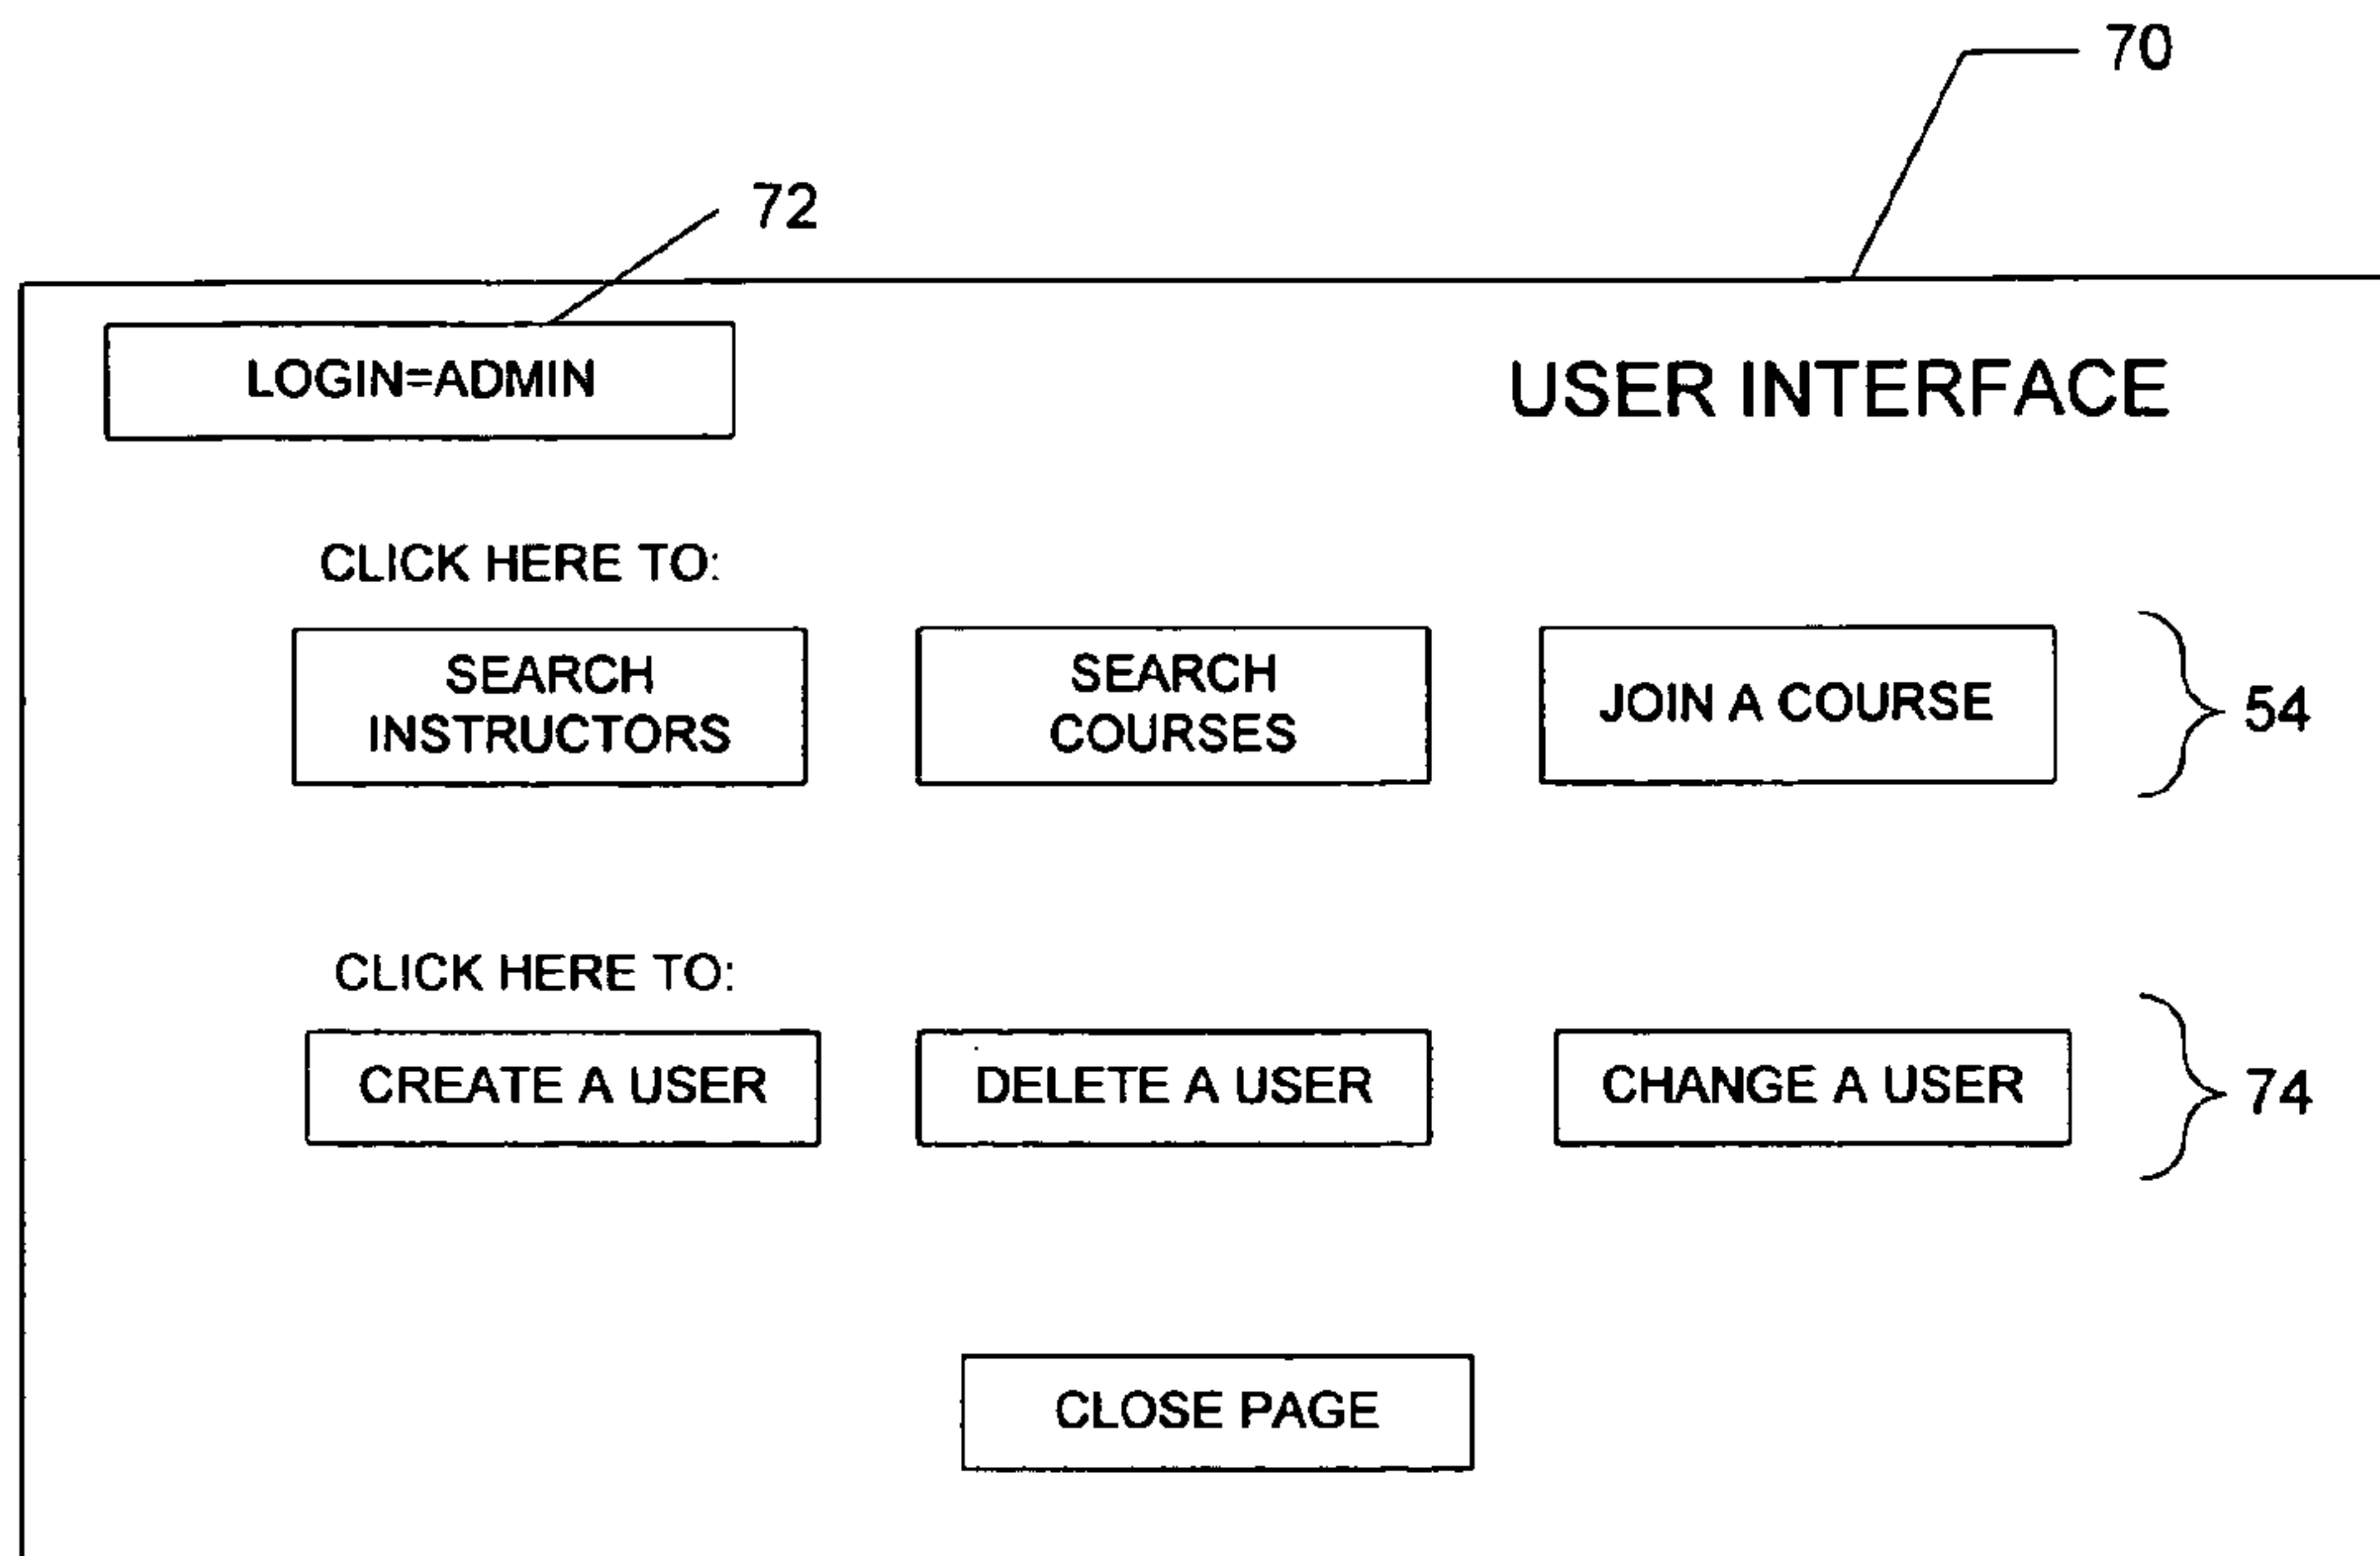 70
72
LOGIN=ADMIN
USER INTERFACE
CLICK HERE TO:
SEARCH
INSTRUCTORS
SEARCH
COURSES
JOIN A COURSE
54
CLICK HERE TO:
CREATE A USER
DELETE A USER
CHANGE A USER
74
CLOSE PAGE